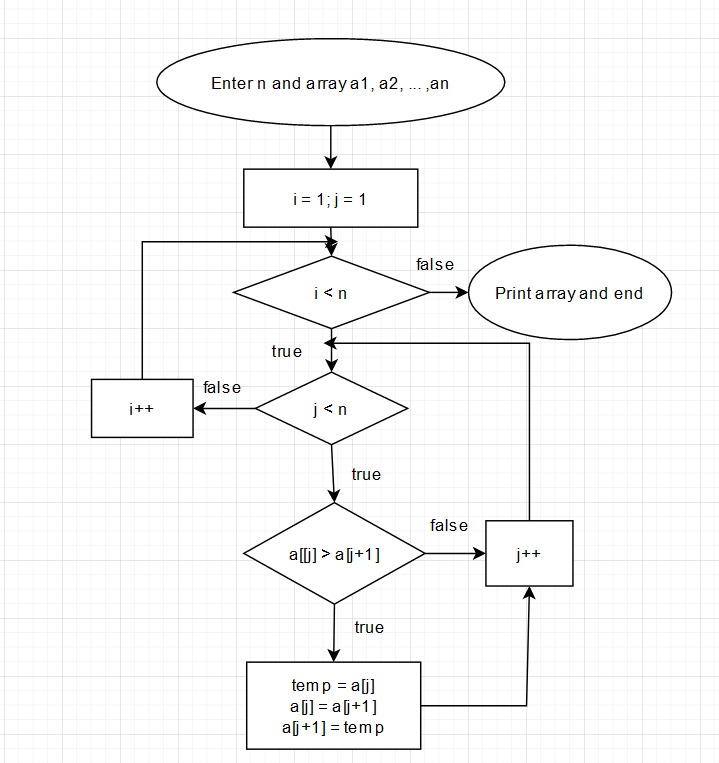 Enter n and array a1, a2, ... ,an
i = 1; j = 1
i < n
false
Print array and end
true
j < n
false
i++
true
a[[j] > a[j+1]
false
j++
true
temp = a[j]
a[j] = a[j+1]
a[j+1] = temp